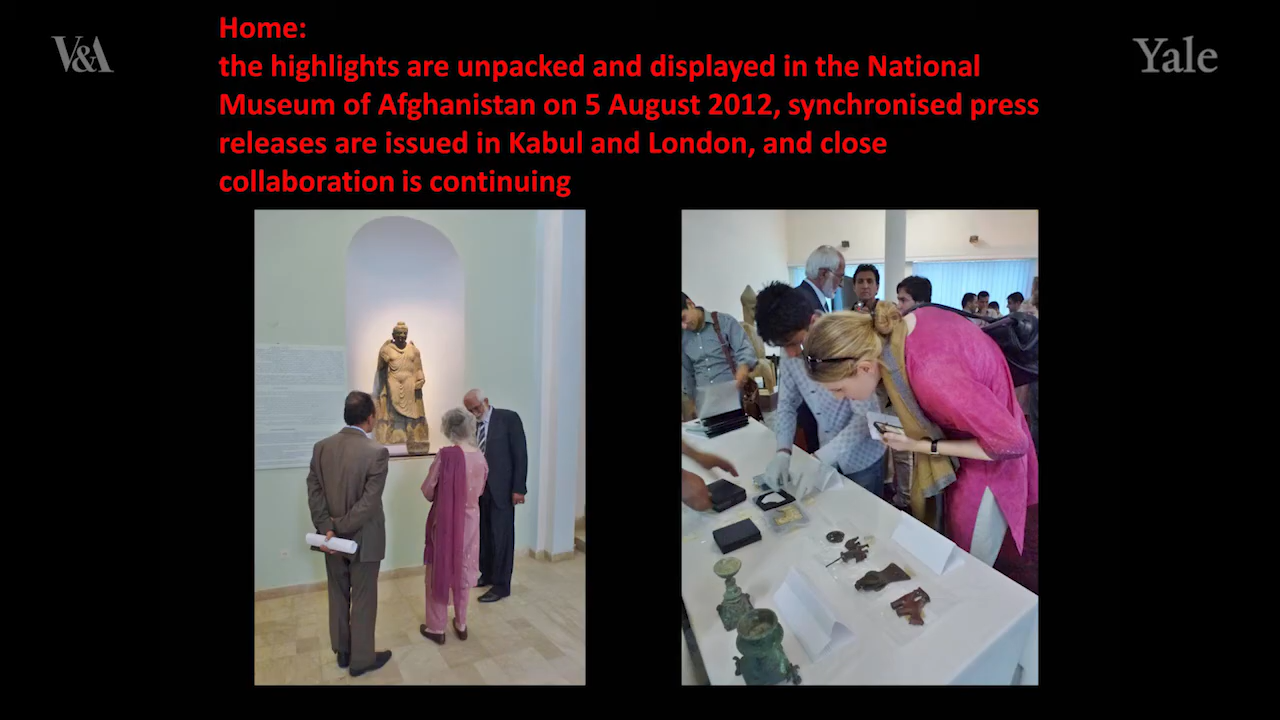 Home:
V&A
Yale
the highlights are unpacked and displayed in the National
Museum of Afghanistan on 5 August 2012, synchronised press
releases are issued in Kabul and London, and close
collaboration is continuing